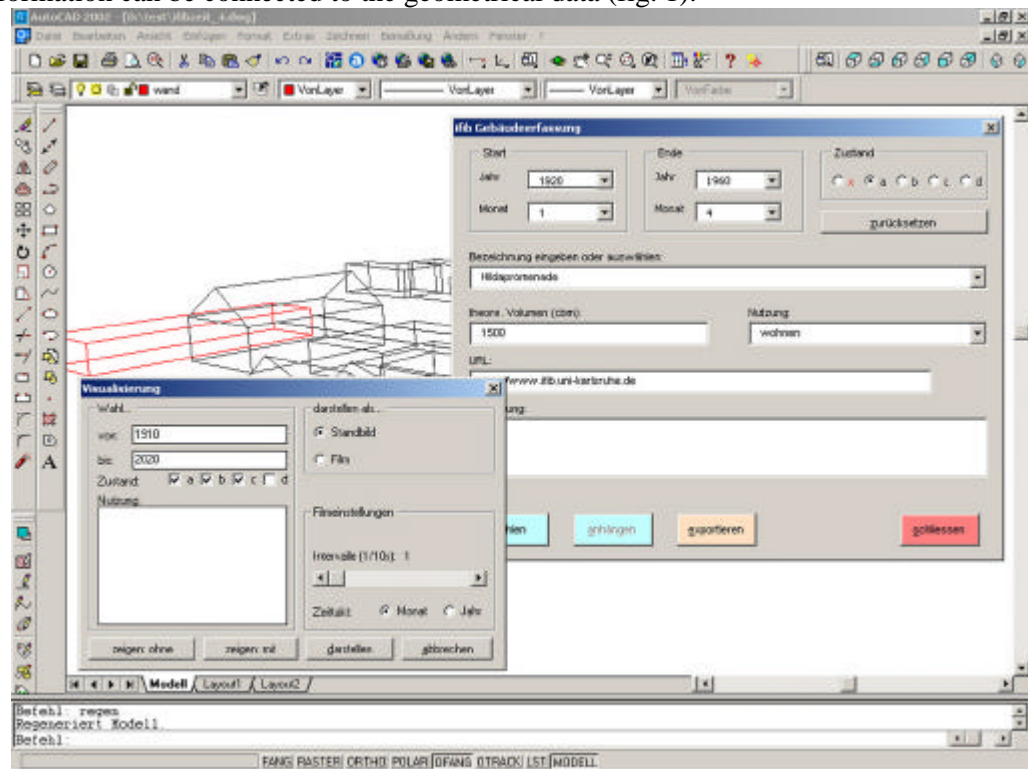 ormation can be connected to the geometrical data (fig. 1).
AutoCAD 2002
Datei Bearbeiten Ansicht Einfügen Format Extras Zeichnen Bemaßung Ändern Fenster ?
wand VonLayer VonLayer VonLayer VonFarbe
ifib Gebäudeerfassung
Start Ende Zustand
Jahr 1920 Jahr 1960 x a b c d
Monat 1 Monat 4 zurücksetzen
Bezeichnung eingeben oder auswählen:
Hildapromenade
theore. Volumen (cbm): Nutzung:
1500 wohnen
URL:
www.ifib.uni-karlsruhe.de
ung:
hlen anhängen exportieren schliessen
Visualisierung
Wahl... darstellen als...
von: 1910 Standbild
bis: 2020 Film
Zustand: a b c d
Nutzung:
Filmeinstellungen
Intervalle (1/10s): 1
Zeittakt: Monat Jahr
zeigen: ohne zeigen: mit darstellen abbrechen
Modell Layout1 Layout2
Befehl: regen
Regeneriert Modell.
Befehl:
FANG RASTER ORTHO POLAR OFANG OTRACK LST MODELL